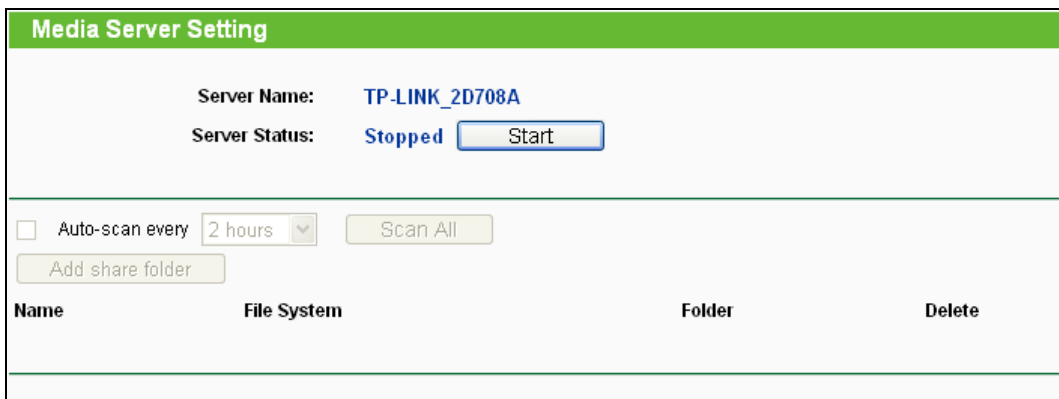 Media Server Setting
Server Name: TP-LINK_2D708A
Server Status: Stopped Start
Auto-scan every 2 hours Scan All
Add share folder
Name File System Folder Delete